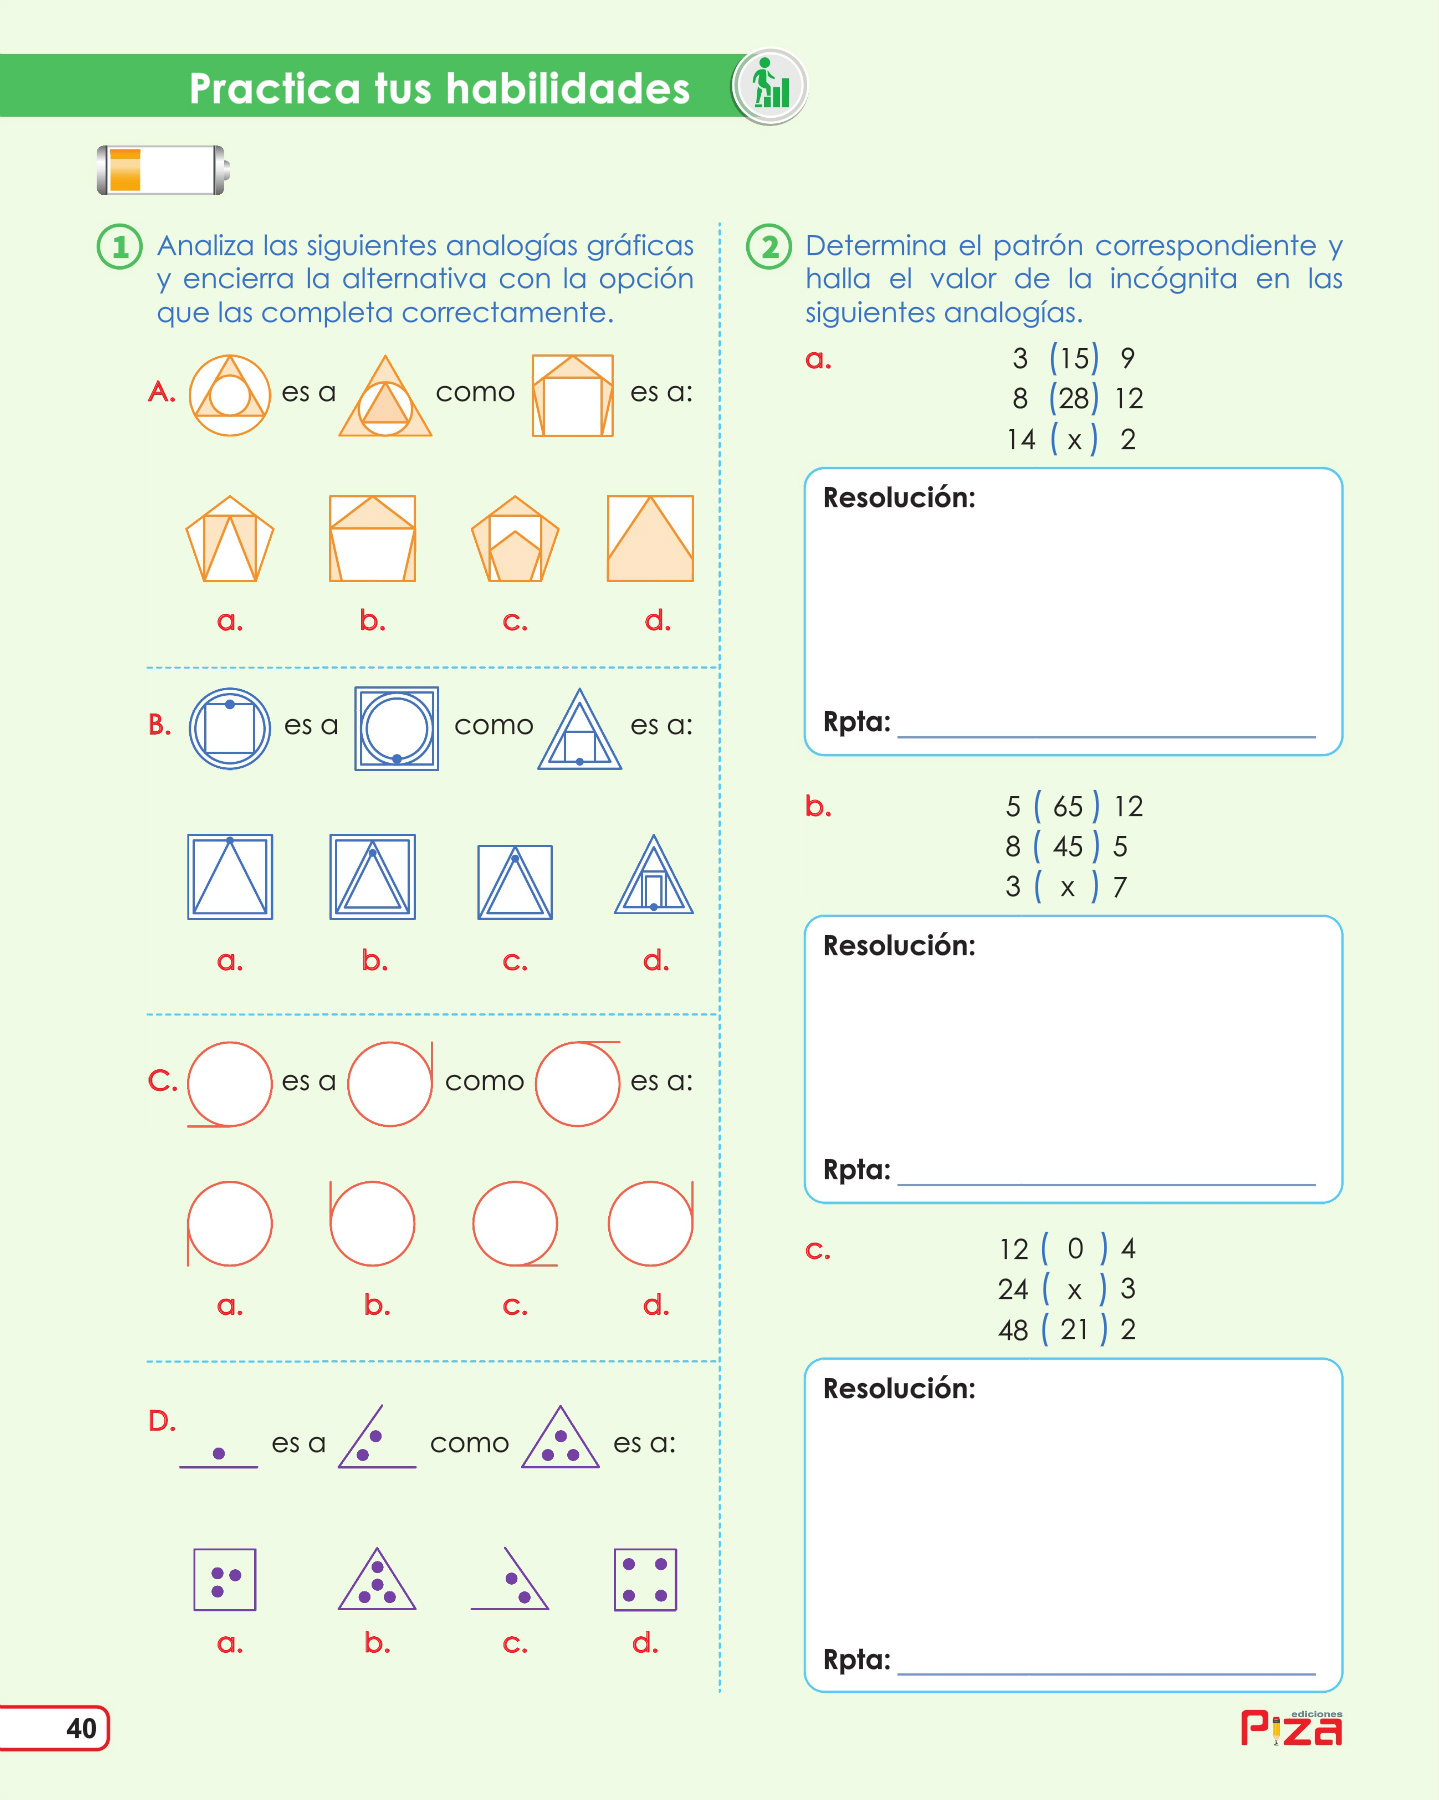 Practica tus habilidades
1 Analiza las siguientes analogías gráficas
y encierra la alternativa con la opción
que las completa correctamente.
A. es a como es a:
a. b. c. d.
B. es a como es a:
a. b. c. d.
C. es a como es a:
a. b. c. d.
D. es a como es a:
a. b. c. d.
2 Determina el patrón correspondiente y
halla el valor de la incógnita en las
siguientes analogías.
a. 3 (15) 9
8 (28) 12
14 ( x ) 2
Resolución:
Rpta:
b. 5 ( 65 ) 12
8 ( 45 ) 5
3 ( x ) 7
Resolución:
Rpta:
c. 12 ( 0 ) 4
24 ( x ) 3
48 ( 21 ) 2
Resolución:
Rpta:
40
ediciones
Piza